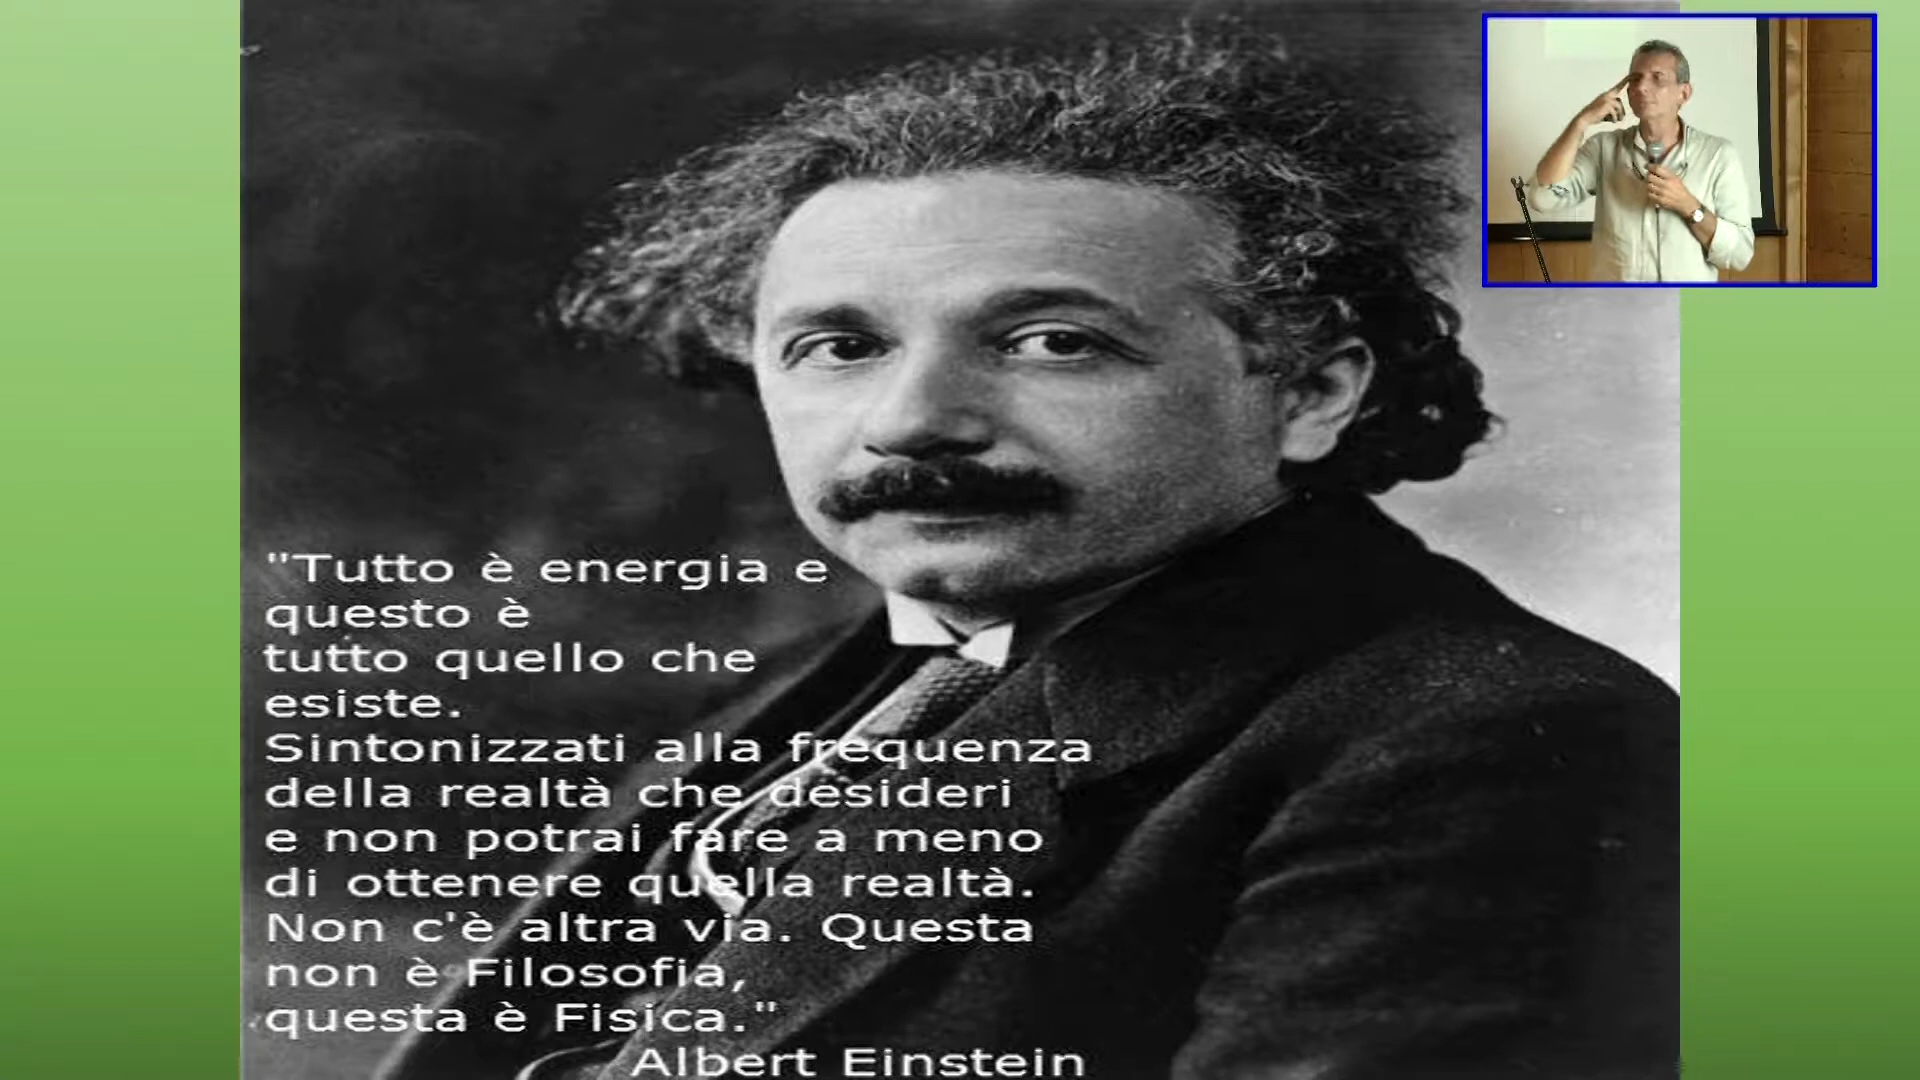 "Tutto è energia e
questo è
tutto quello che
esiste.
Sintonizzati alla frequenza
della realtà che desideri
e non potrai fare a meno
di ottenere quella realtà.
Non c'è altra via. Questa
non è Filosofia,
questa è Fisica."
Albert Einstein